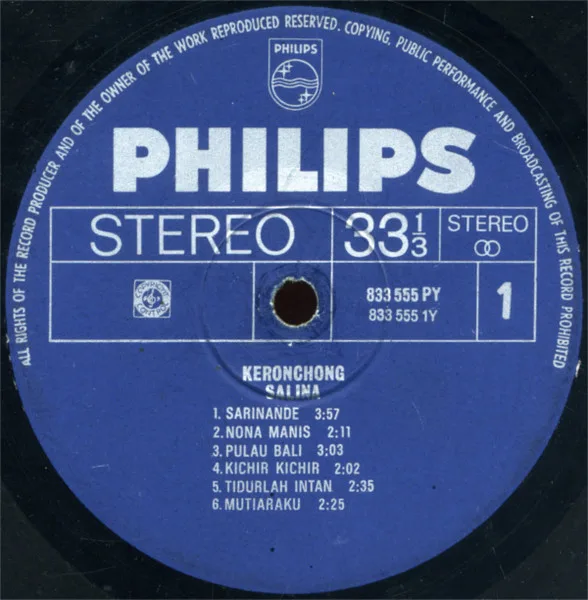 ALL RIGHTS OF THE RECORD PRODUCER AND OF THE OWNER OF THE WORK REPRODUCED RESERVED. COPYING, PUBLIC PERFORMANCE AND BROADCASTING OF THIS RECORD PROHIBITED
PHILIPS
PHILIPS
STEREO 33 1/3 STEREO
833 555 PY 1
833 555 1Y
KERONCHONG
SALINA
1. SARINANDE 3:57
2. NONA MANIS 2:11
3. PULAU BALI 3:03
4. KICHIR KICHIR 2:02
5. TIDURLAH INTAN 2:35
6. MUTIARAKU 2:25